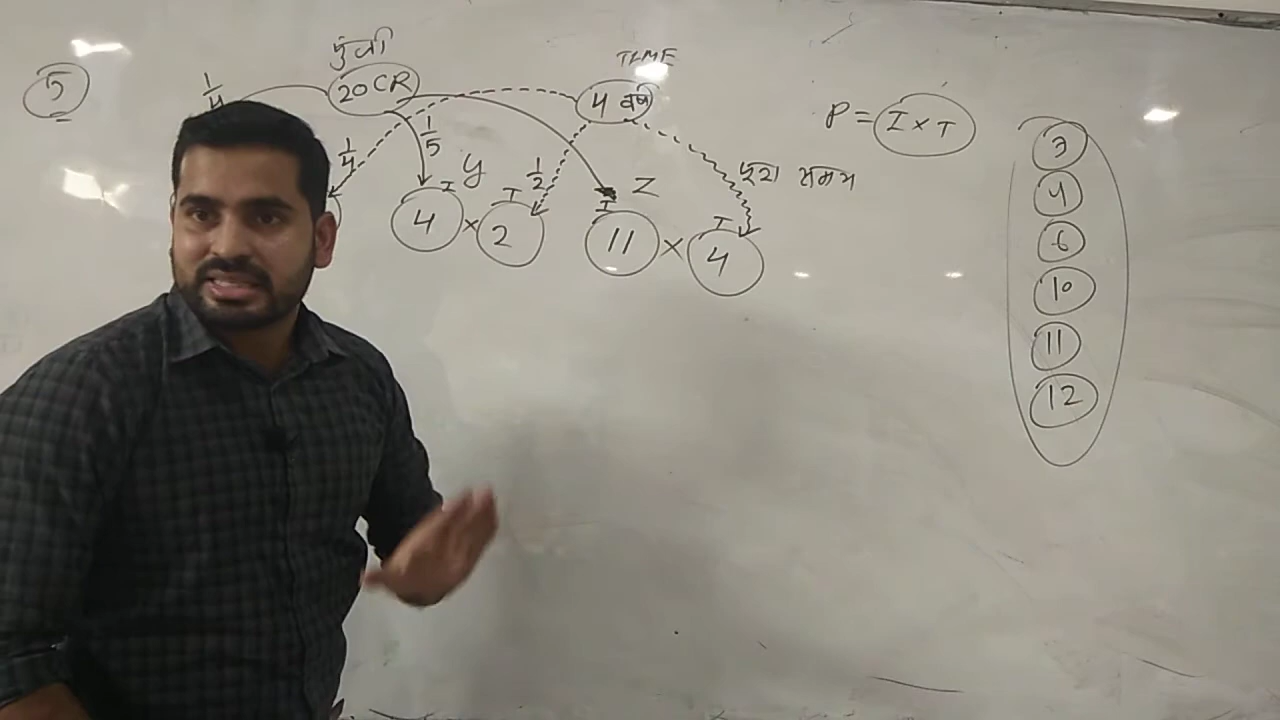 5
पुंजी
20 CR
TIME
4 वर्ष
1/4
1/4
1/5
y
1/2
Z
पूरा समय
I
4 × 2
I
I
11 × 4
T
P = I × T
3
4
6
10
11
12